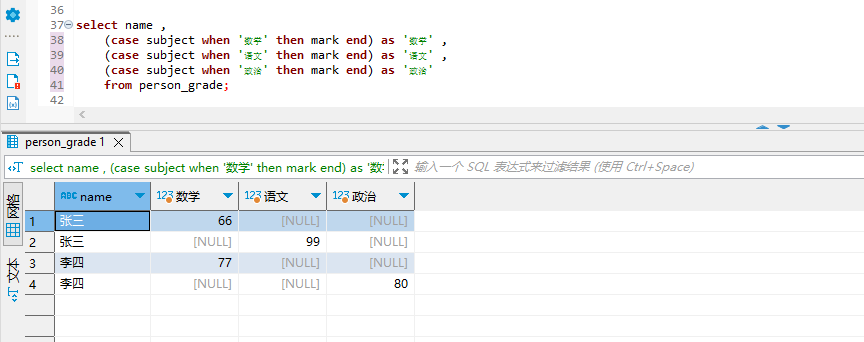 36
37 select name ,
38 (case subject when '数学' then mark end) as '数学' ,
39 (case subject when '语文' then mark end) as '语文' ,
40 (case subject when '政治' then mark end) as '政治'
41 from person_grade;
42
person_grade 1
select name , (case subject when '数学' then mark end) as '数
输入一个 SQL 表达式来过滤结果 (使用 Ctrl+Space)
网格
文本
ABC name 123 数学 123 语文 123 政治
1 张三 66 [NULL] [NULL]
2 张三 [NULL] 99 [NULL]
3 李四 77 [NULL] [NULL]
4 李四 [NULL] [NULL] 80